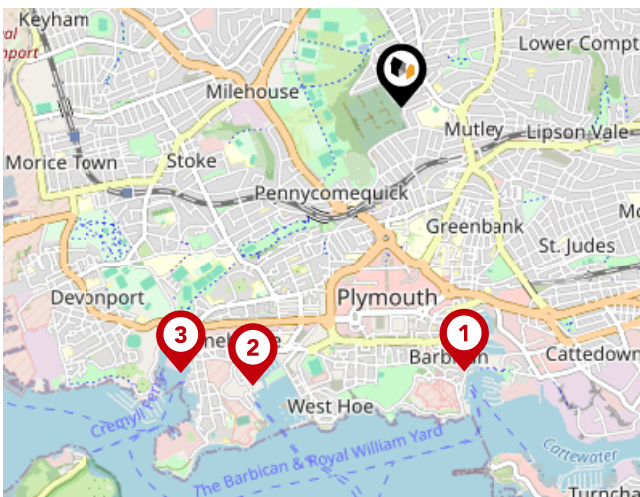 Keyham
Lower Compt
Milehouse
Mutley
Lipson Vale
Morice Town
Stoke
Pennycomequick
Greenbank
St. Judes
Devonport
Plymouth
3
2
1
Cattedown
West Hoe
Cremyll Ferry
The Barbican & Royal William Yard
Cattewater
Turncha